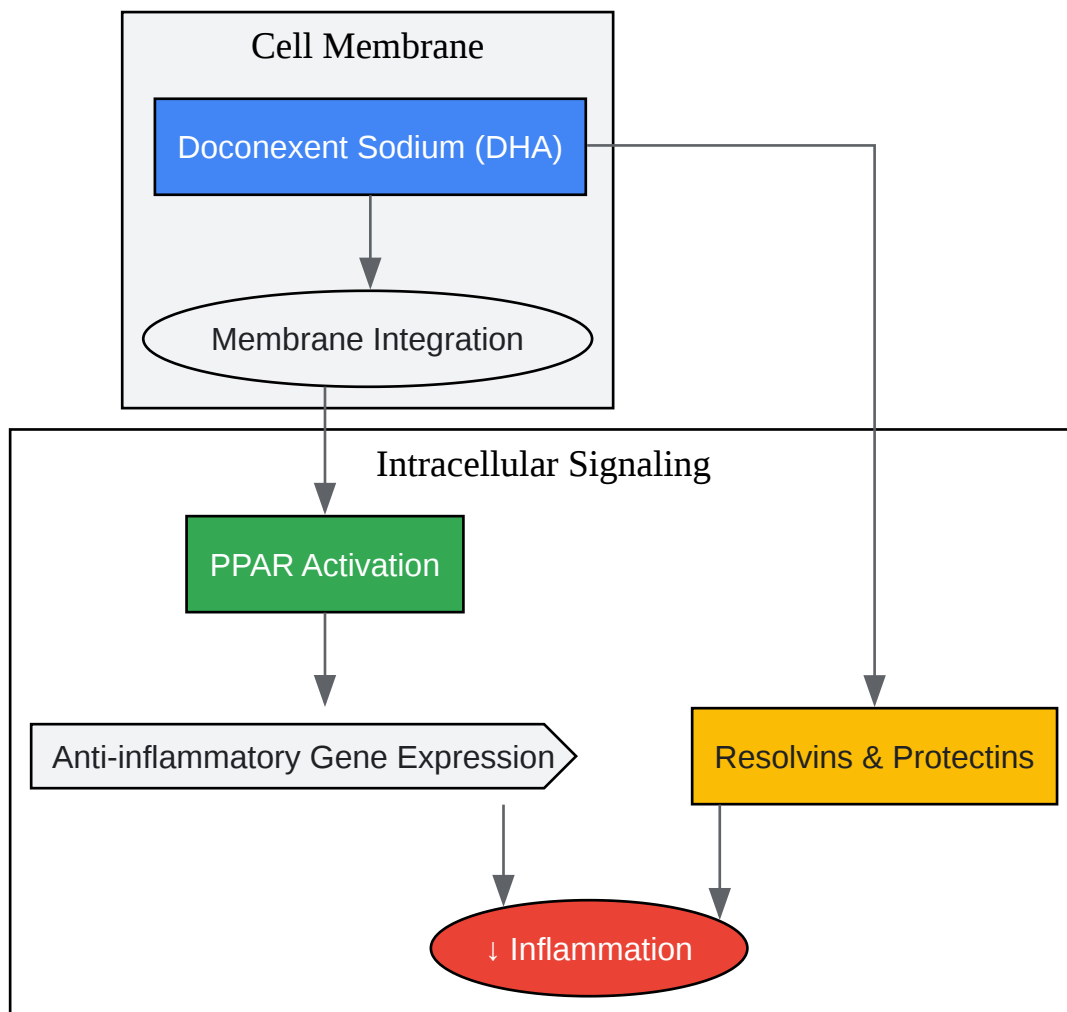 Cell Membrane
Doconexent Sodium (DHA)
Membrane Integration
Intracellular Signaling
PPAR Activation
Anti-inflammatory Gene Expression
Resolvins & Protectins
↓ Inflammation